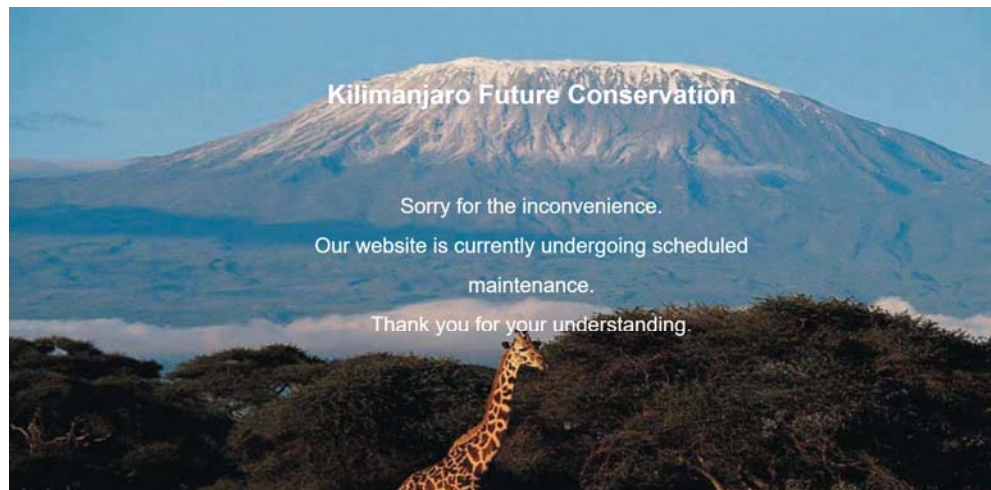 Kilimanjaro Future Conservation
Sorry for the inconvenience.
Our website is currently undergoing scheduled
maintenance.
Thank you for your understanding.